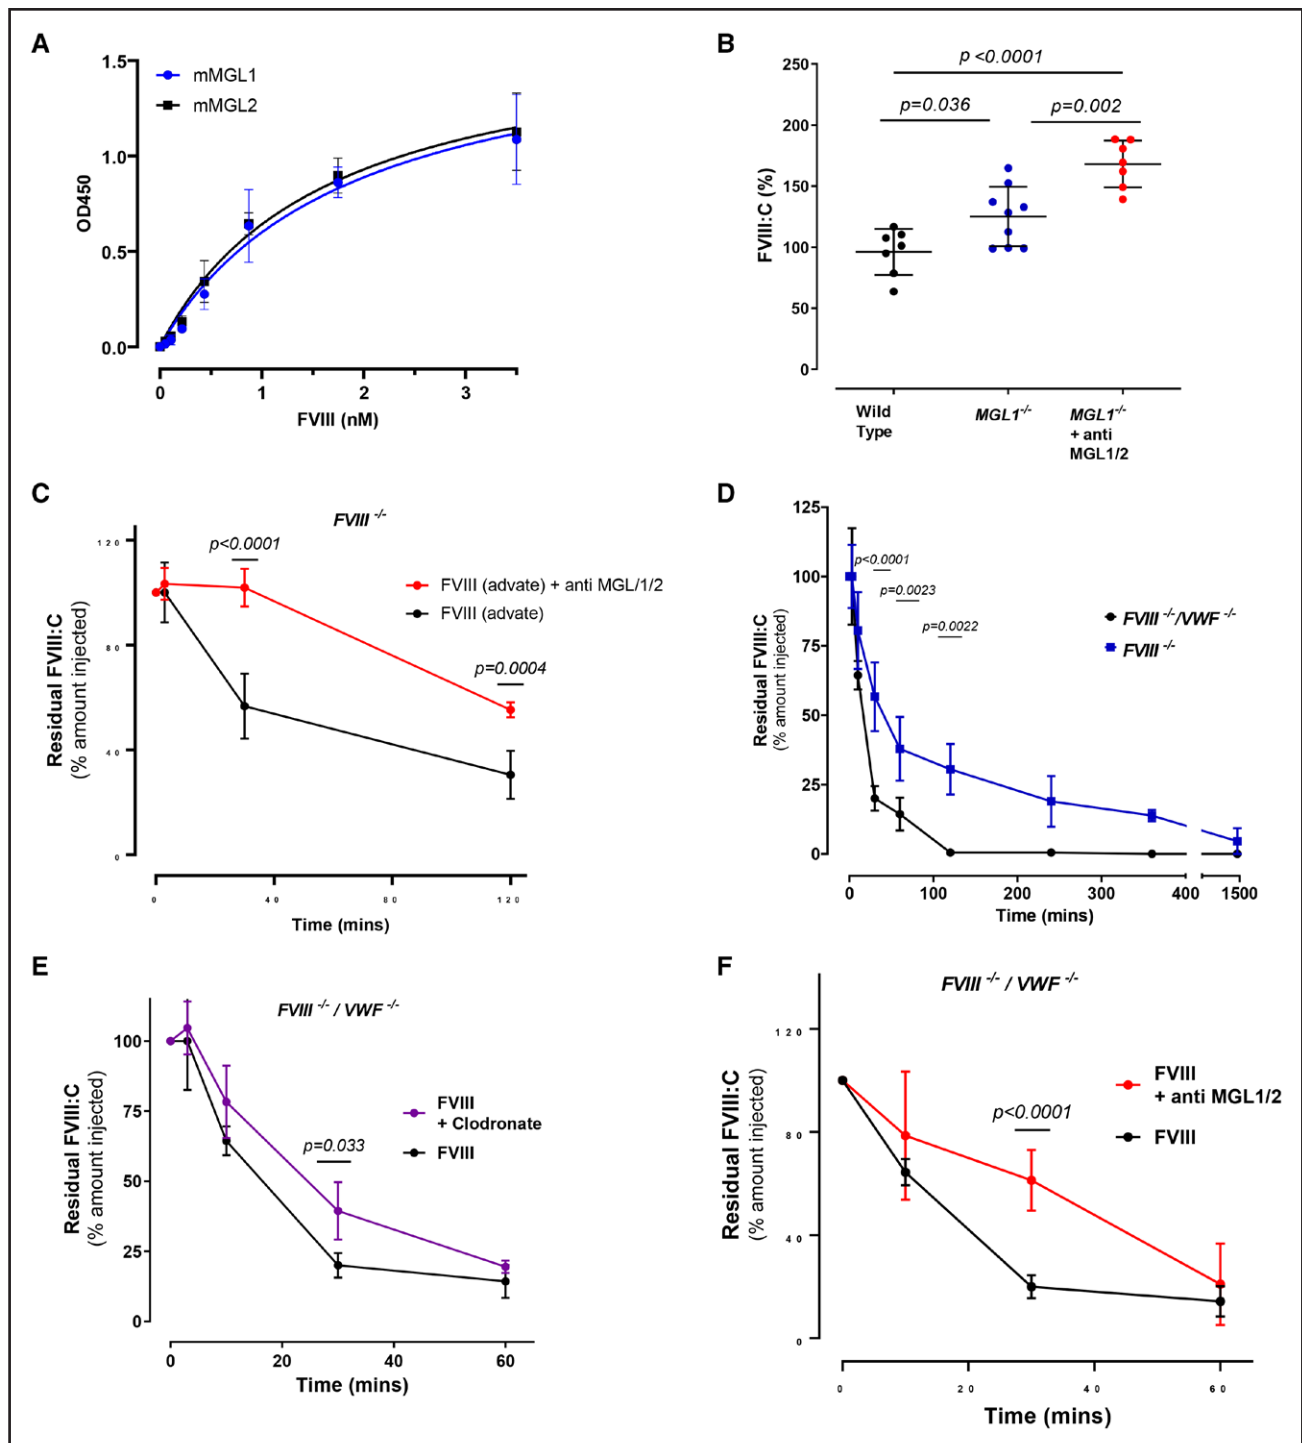 A
1.5
1.0
0.5
0.0
OD450
mMGL1
mMGL2
0 1 2 3
FVIII (nM)
B
250
200
150
100
50
0
FVIII:C (%)
p <0.0001
p=0.036
p=0.002
Wild
Type
MGL1 -/-
MGL1 -/-
+ anti
MGL1/2
C
FVIII -/-
120
80
40
0
Residual FVIII:C
(% amount injected)
p<0.0001
p=0.0004
FVIII (advate) + anti MGL/1/2
FVIII (advate)
0 40 80 120
Time (mins)
D
125
100
75
50
25
0
Residual FVIII:C
(% amount injected)
p<0.0001
p=0.0023
p=0.0022
FVIII -/-/VWF -/-
FVIII -/-
0 100 200 300 400 1500
Time (mins)
E
FVIII -/- / VWF -/-
100
75
50
25
0
Residual FVIII:C
(% amount injected)
p=0.033
FVIII
+ Clodronate
FVIII
0 20 40 60
Time (mins)
F
FVIII -/- / VWF -/-
120
80
40
0
Residual FVIII:C
(% amount injected)
p<0.0001
FVIII
+ anti MGL1/2
FVIII
0 20 40 60
Time (mins)